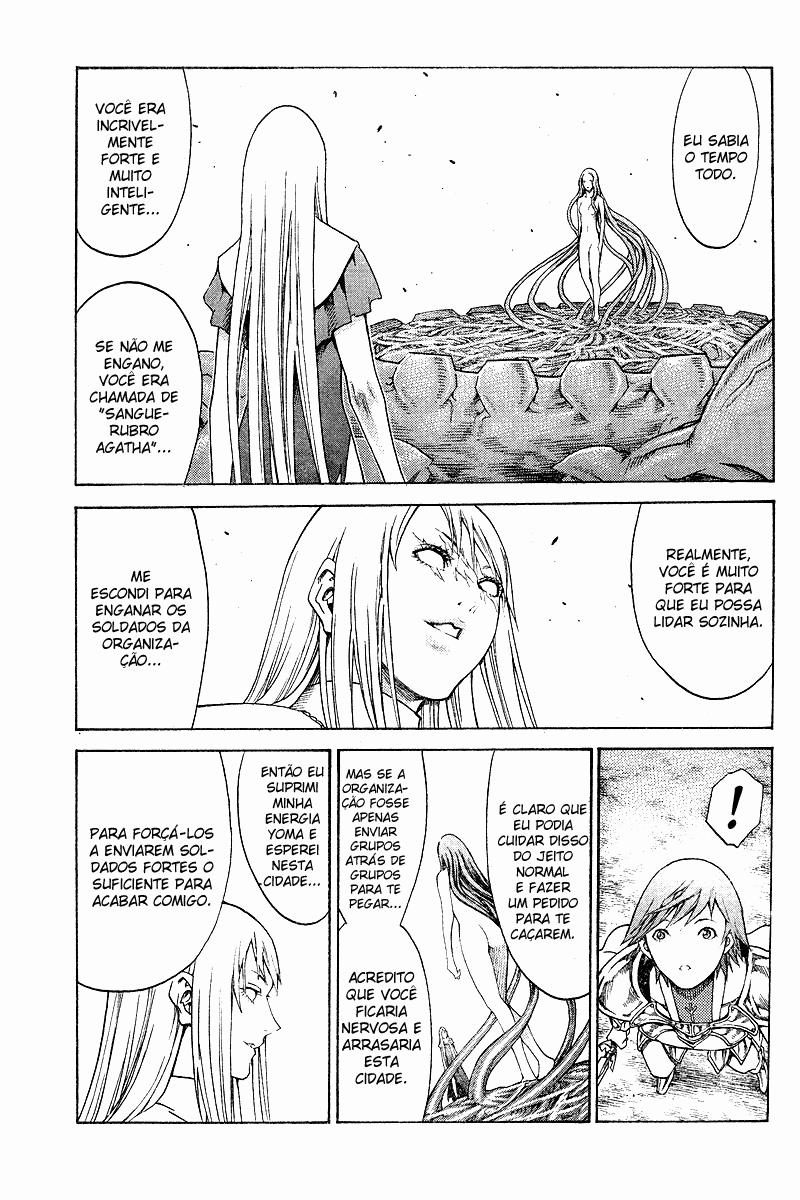 EU SABIA
O TEMPO
TODO.
VOCÊ ERA
INCRIVEL-
MENTE
FORTE E
MUITO
INTELI-
GENTE...
SE NÃO ME
ENGANO,
VOCÊ ERA
CHAMADA DE
"SANGUE-
RUBRO
AGATHA"...
REALMENTE,
VOCÊ É MUITO
FORTE PARA
QUE EU POSSA
LIDAR SOZINHA.
ME
ESCONDI PARA
ENGANAR OS
SOLDADOS DA
ORGANIZA-
ÇÃO...
!
É CLARO QUE
EU PODIA
CUIDAR DISSO
DO JEITO
NORMAL
E FAZER
UM PEDIDO
PARA TE
CAÇAREM.
MAS SE A
ORGANIZA-
ÇÃO FOSSE
APENAS
ENVIAR
GRUPOS
ATRÁS DE
GRUPOS
PARA TE
PEGAR...
ACREDITO
QUE VOCÊ
FICARIA
NERVOSA E
ARRASARIA
ESTA
CIDADE.
ENTÃO EU
SUPRIMI
MINHA
ENERGIA
YOMA E
ESPEREI
NESTA
CIDADE...
PARA FORÇÁ-LOS
A ENVIAREM SOL-
DADOS FORTES O
SUFICIENTE PARA
ACABAR COMIGO.